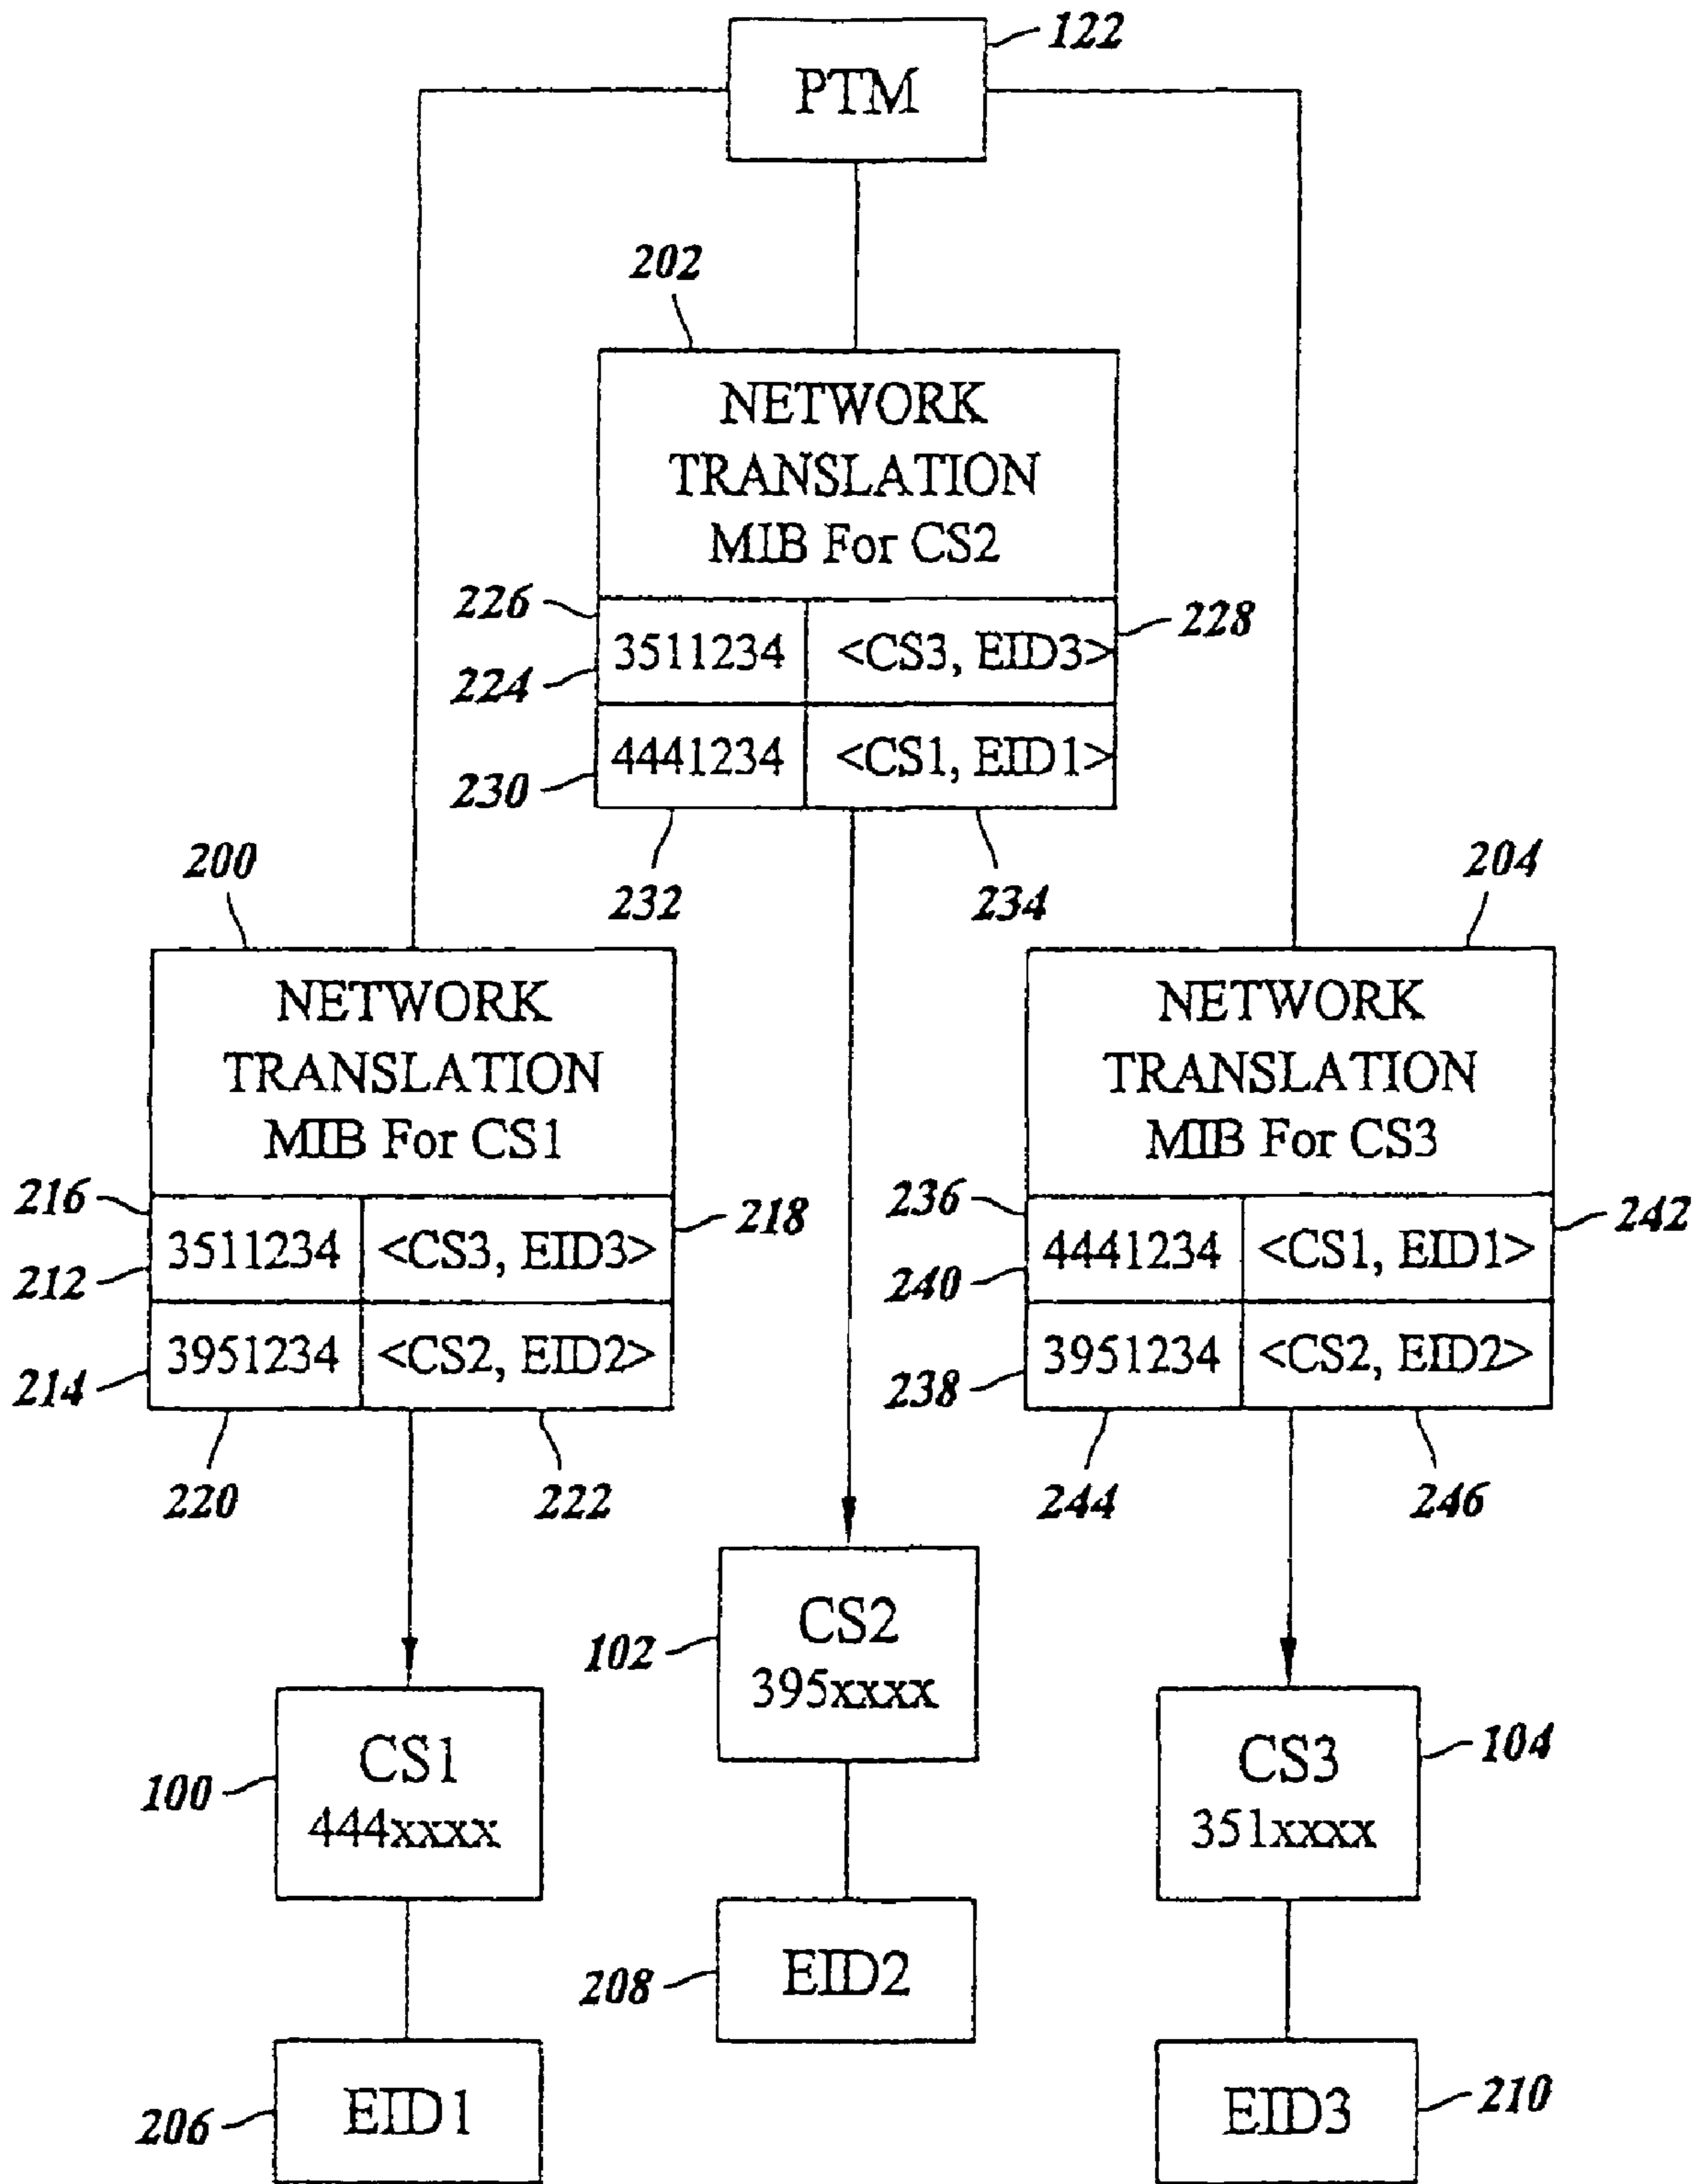 122
PTM
202
NETWORK
TRANSLATION
MIB For CS2
226
228
3511234 <CS3, EID3>
224
4441234 <CS1, EID1>
230
232 234
200
NETWORK
TRANSLATION
MIB For CS1
216
218
3511234 <CS3, EID3>
212
3951234 <CS2, EID2>
214
220 222
204
NETWORK
TRANSLATION
MIB For CS3
236
242
4441234 <CS1, EID1>
240
3951234 <CS2, EID2>
238
244 246
CS2
102
395xxxx
CS1
100
444xxxx
CS3
104
351xxxx
EID2
208
EID1
206
EID3
210